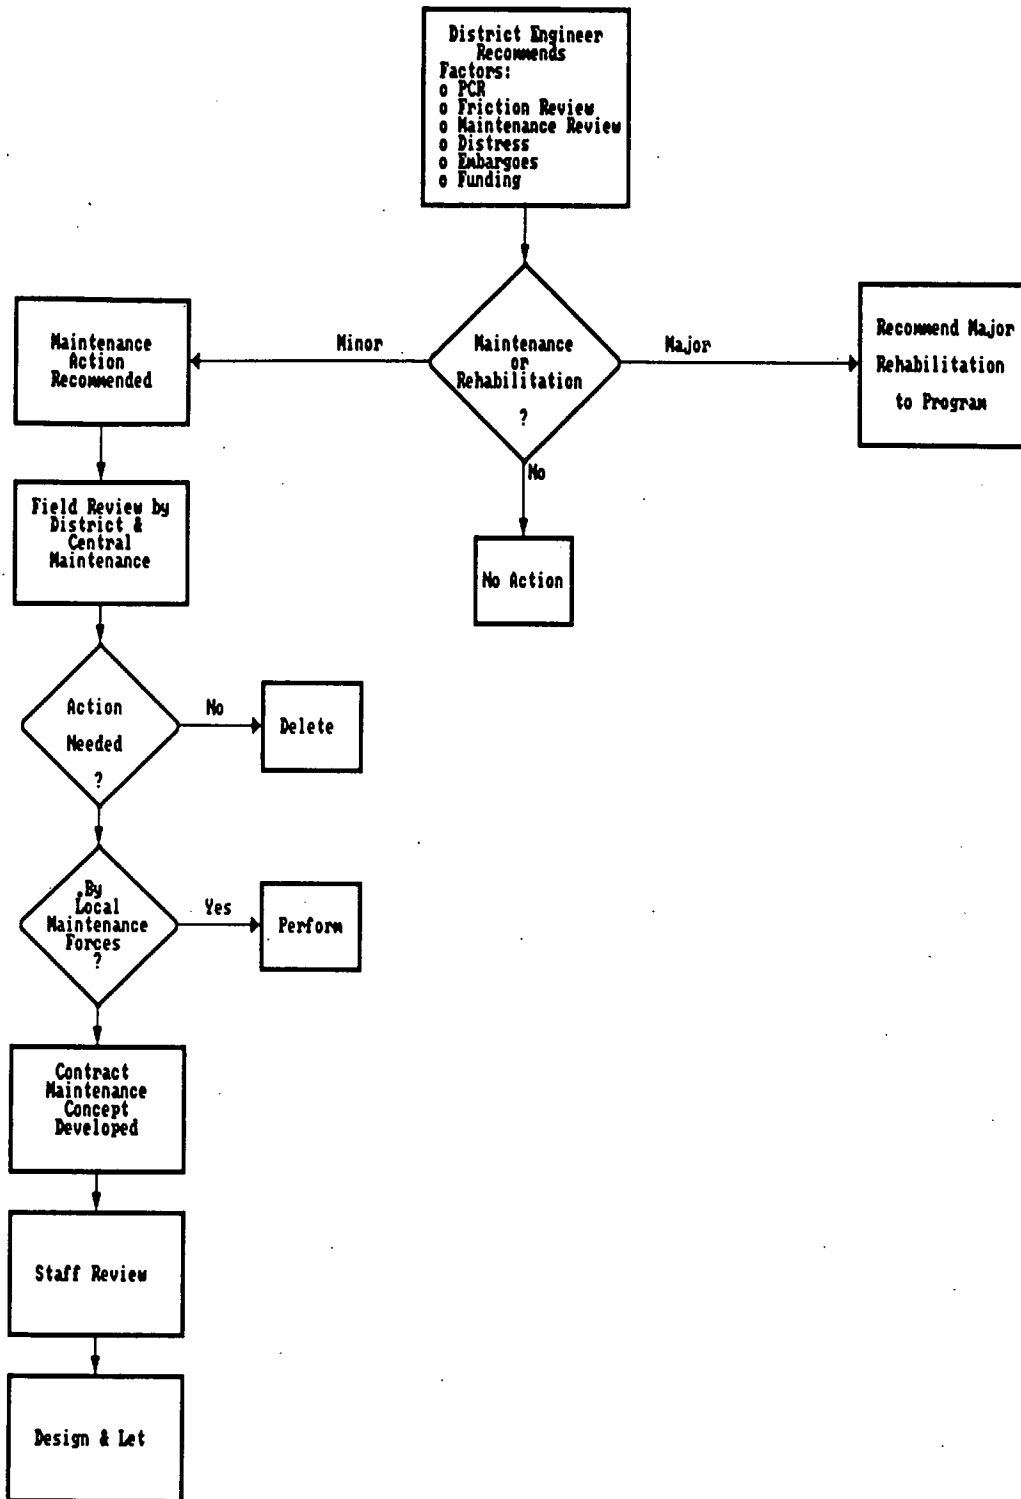 District Engineer
Recommends
Factors:
o PCR
o Friction Review
o Maintenance Review
o Distress
o Embargoes
o Funding
Maintenance
or
Rehabilitation
?
Minor
Major
No
Maintenance
Action
Recommended
Recommend Major
Rehabilitation
to Program
No Action
Field Review by
District &
Central
Maintenance
Action
Needed
?
No
Delete
By
Local
Maintenance
Forces
?
Yes
Perform
Contract
Maintenance
Concept
Developed
Staff Review
Design & Let